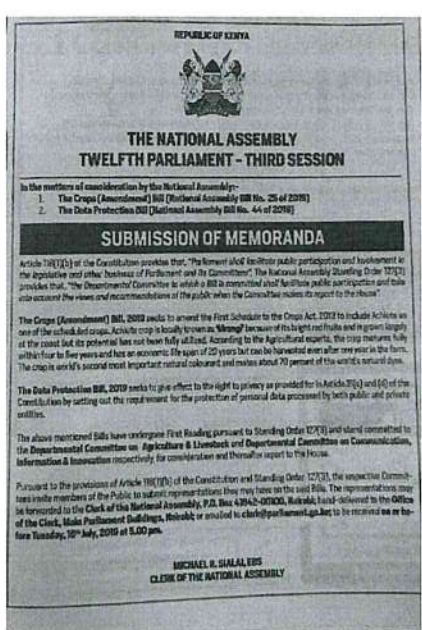 REPUBLIC OF KENYA
THE NATIONAL ASSEMBLY
TWELFTH PARLIAMENT - THIRD SESSION
In the matters of consideration by the National Assembly:-
1. The Crops (Amendment) Bill (National Assembly Bill No. 25 of 2019)
2. The Data Protection Bill (National Assembly Bill No. 44 of 2019)
SUBMISSION OF MEMORANDA
Article 118(1)(b) of the Constitution provides that, "Parliament shall facilitate public participation and involvement in
the legislative and other business of Parliament and its Committees". The National Assembly Standing Order 127(3)
provides that, "the Departmental Committee to which a Bill is committed shall facilitate public participation and take
into account the views and recommendations of the public when the Committee makes its report to the House".
The Crops (Amendment) Bill, 2019 seeks to amend the First Schedule to the Crops Act, 2013 to include Achiote as
one of the scheduled crops. Achiote crop is locally known as "Mrangi" because of its bright red fruits and is grown largely
at the coast but its potential has not been fully utilized. According to the Agricultural experts, the crop matures fully
within four to five years and has an economic life span of 20 years but can be harvested even after one year in the farm.
The crop is world's second most important natural colourant and makes about 70 percent of the world's natural dyes.
The Data Protection Bill, 2019 seeks to give effect to the right to privacy as provided for in Article 31(c) and (d) of the
Constitution by setting out the requirement for the protection of personal data processed by both public and private
entities.
The above mentioned Bills have undergone First Reading pursuant to Standing Order 127(3) and stand committed to
the Departmental Committee on Agriculture & Livestock and Departmental Committee on Communication,
Information & Innovation respectively, for consideration and thereafter report to the House.
Pursuant to the provisions of Article 118(1)(b) of the Constitution and Standing Order 127(3), the respective Commit-
tees invite members of the Public to submit representations they may have on the said Bills. The representations may
be forwarded to the Clerk of the National Assembly, P.O. Box 41842-00100, Nairobi; hand-delivered to the Office
of the Clerk, Main Parliament Buildings, Nairobi; or emailed to clerk@parliament.go.ke; to be received on or be-
fore Tuesday, 16th July, 2019 at 5.00 pm.
MICHAEL R. SIALAI, EBS
CLERK OF THE NATIONAL ASSEMBLY